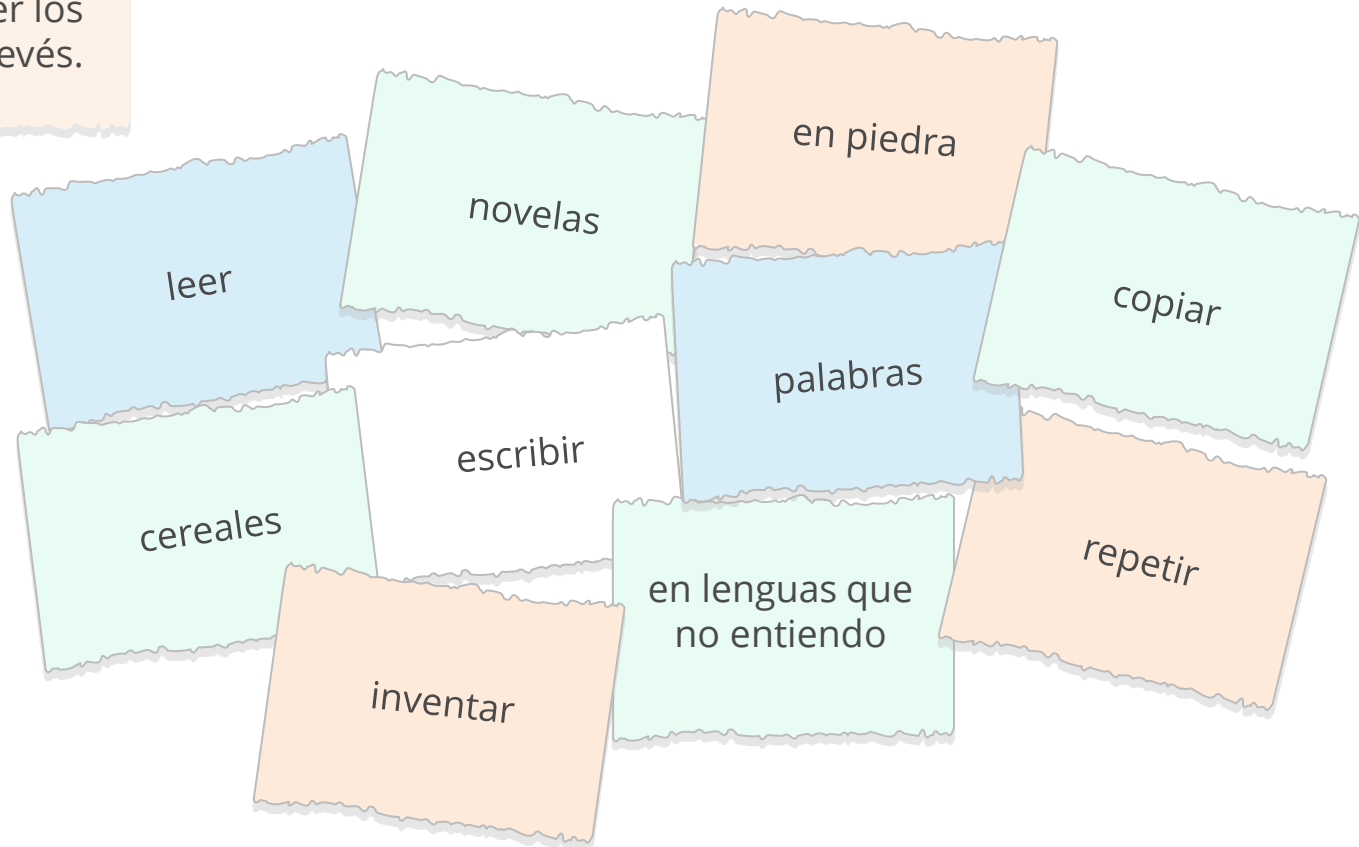 er los
evés.
en piedra
novelas
leer
copiar
palabras
escribir
cereales
repetir
en lenguas que
no entiendo
inventar